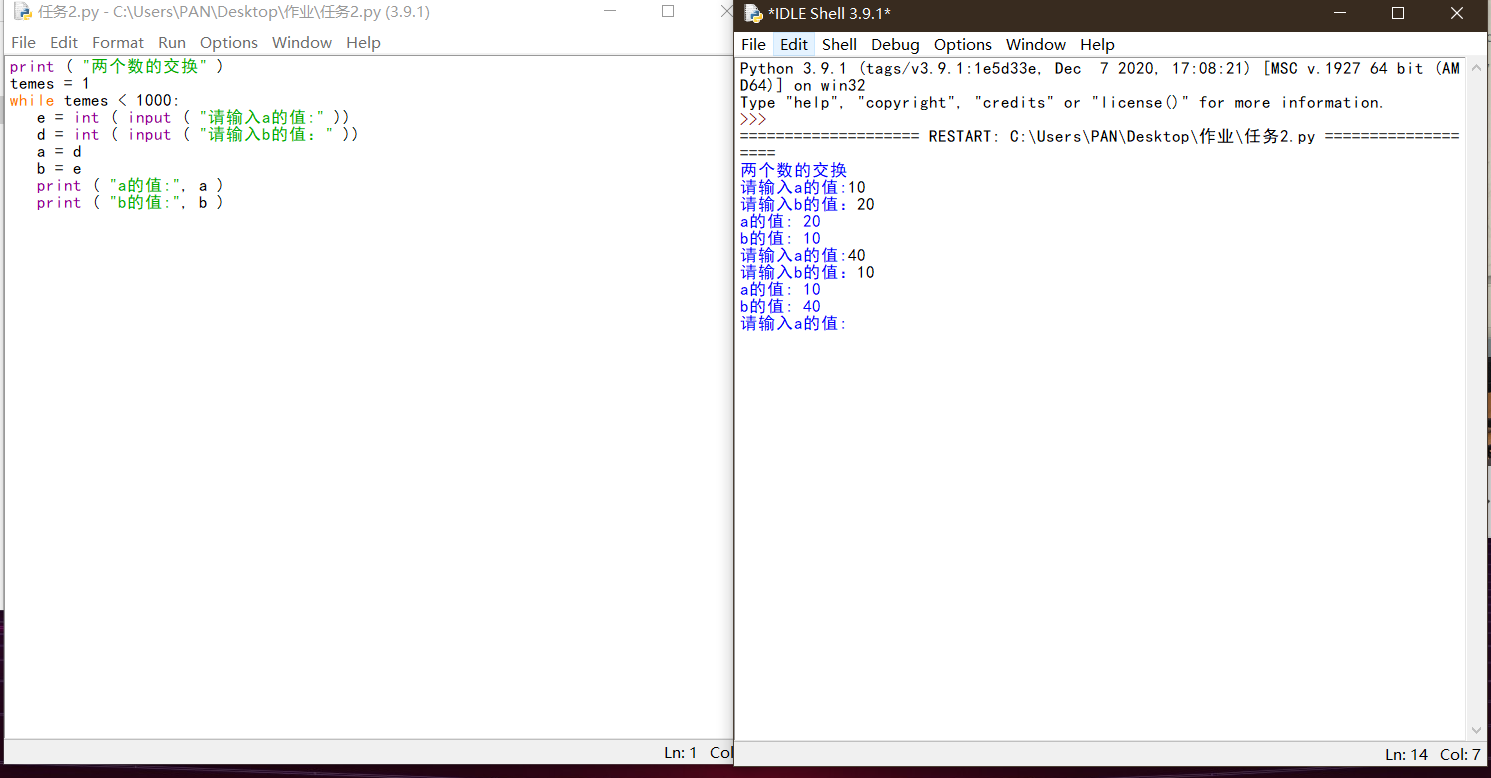 任务2.py - C:\Users\PAN\Desktop\作业\任务2.py (3.9.1)
File Edit Format Run Options Window Help
print ( "两个数的交换" )
temes = 1
while temes < 1000:
   e = int ( input ( "请输入a的值:" ))
   d = int ( input ( "请输入b的值：" ))
   a = d
   b = e
   print ( "a的值:", a )
   print ( "b的值:", b )
Ln: 1 Col
*IDLE Shell 3.9.1*
File Edit Shell Debug Options Window Help
Python 3.9.1 (tags/v3.9.1:1e5d33e, Dec  7 2020, 17:08:21) [MSC v.1927 64 bit (AM
D64)] on win32
Type "help", "copyright", "credits" or "license()" for more information.
>>>
==================== RESTART: C:\Users\PAN\Desktop\作业\任务2.py ===============
====
两个数的交换
请输入a的值:10
请输入b的值：20
a的值: 20
b的值: 10
请输入a的值:40
请输入b的值：10
a的值: 10
b的值: 40
请输入a的值:
Ln: 14 Col: 7